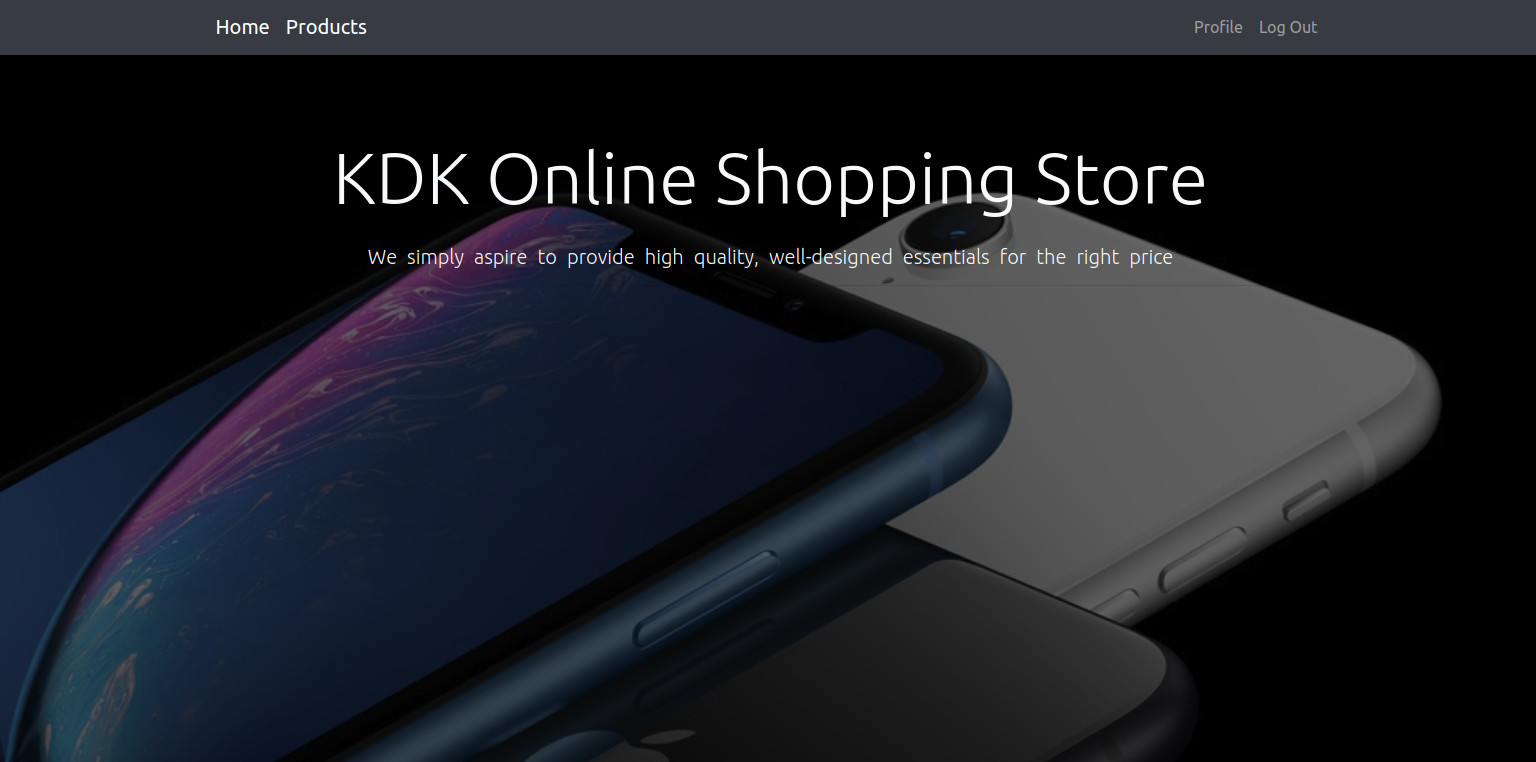 Home Products Profile Log Out
KDK Online Shopping Store
We simply aspire to provide high quality, well-designed essentials for the right price